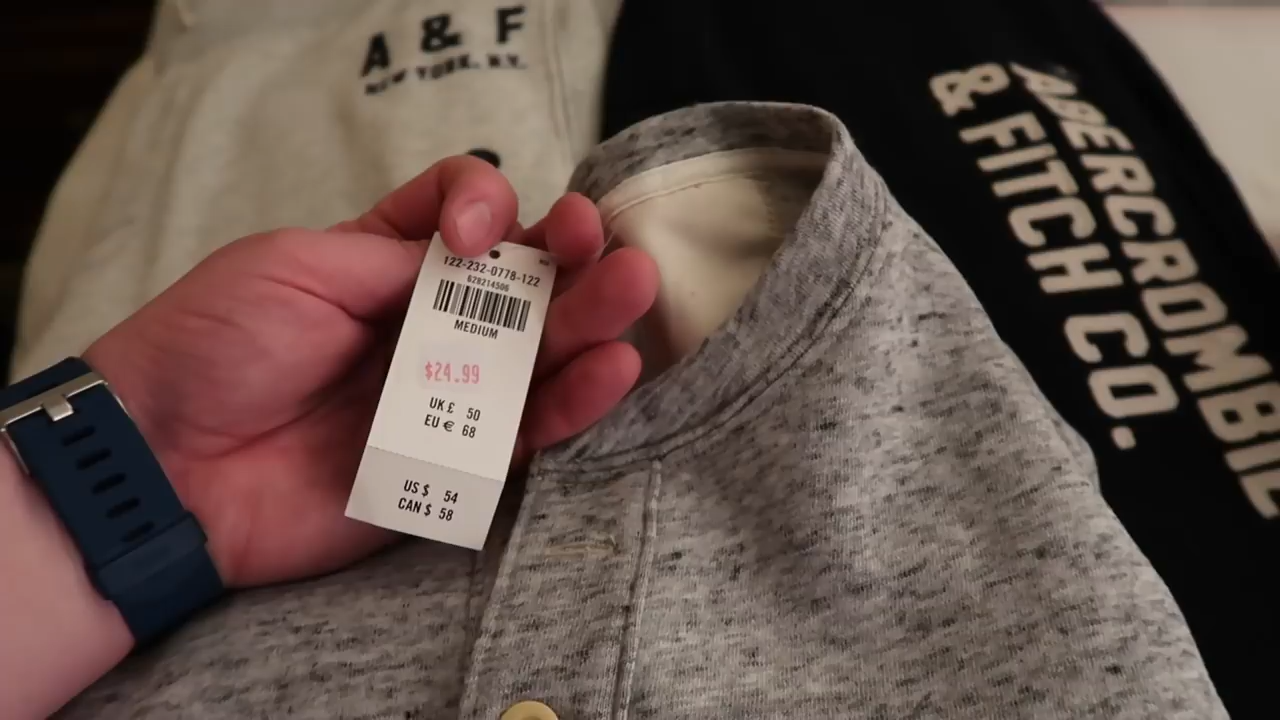 A & F
NEW YORK, N.Y.
ABERCROMBIE
& FITCH CO.
122-232-0778-122
628214506
MEDIUM
$24.99
UK £ 50
EU € 68
US $ 54
CAN $ 58